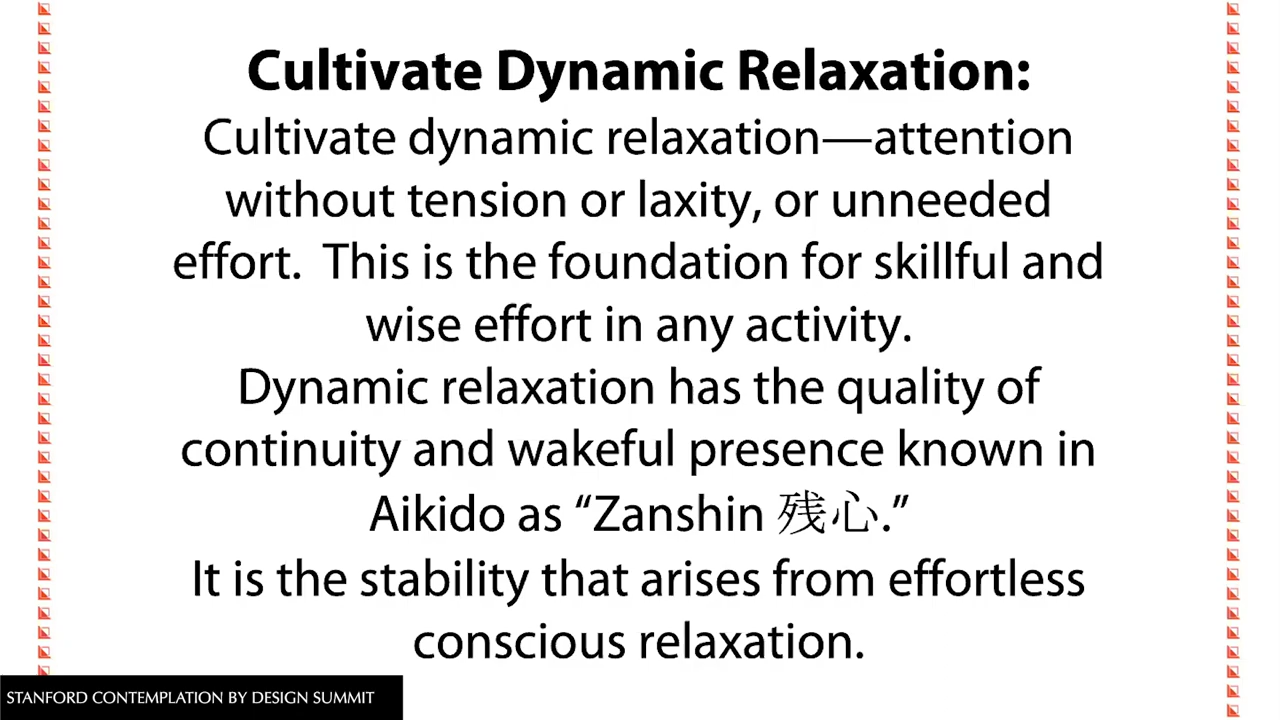 Cultivate Dynamic Relaxation:
Cultivate dynamic relaxation—attention
without tension or laxity, or unneeded
effort.  This is the foundation for skillful and
wise effort in any activity.
Dynamic relaxation has the quality of
continuity and wakeful presence known in
Aikido as “Zanshin 残心.”
It is the stability that arises from effortless
conscious relaxation.
STANFORD CONTEMPLATION BY DESIGN SUMMIT